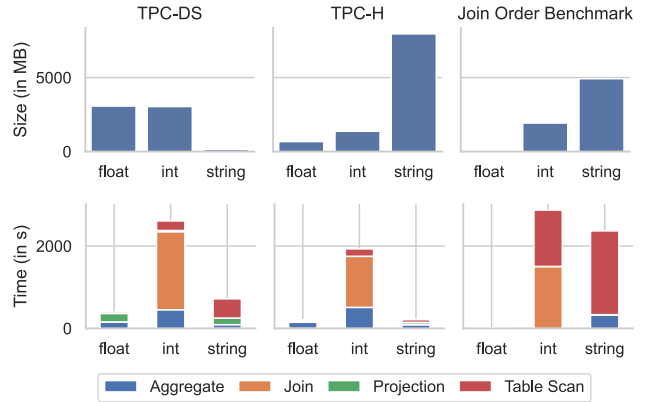 TPC-DS TPC-H Join Order Benchmark
Size (in MB)
5000
0
float int string float int string float int string
Time (in s)
2000
0
float int string float int string float int string
Aggregate Join Projection Table Scan